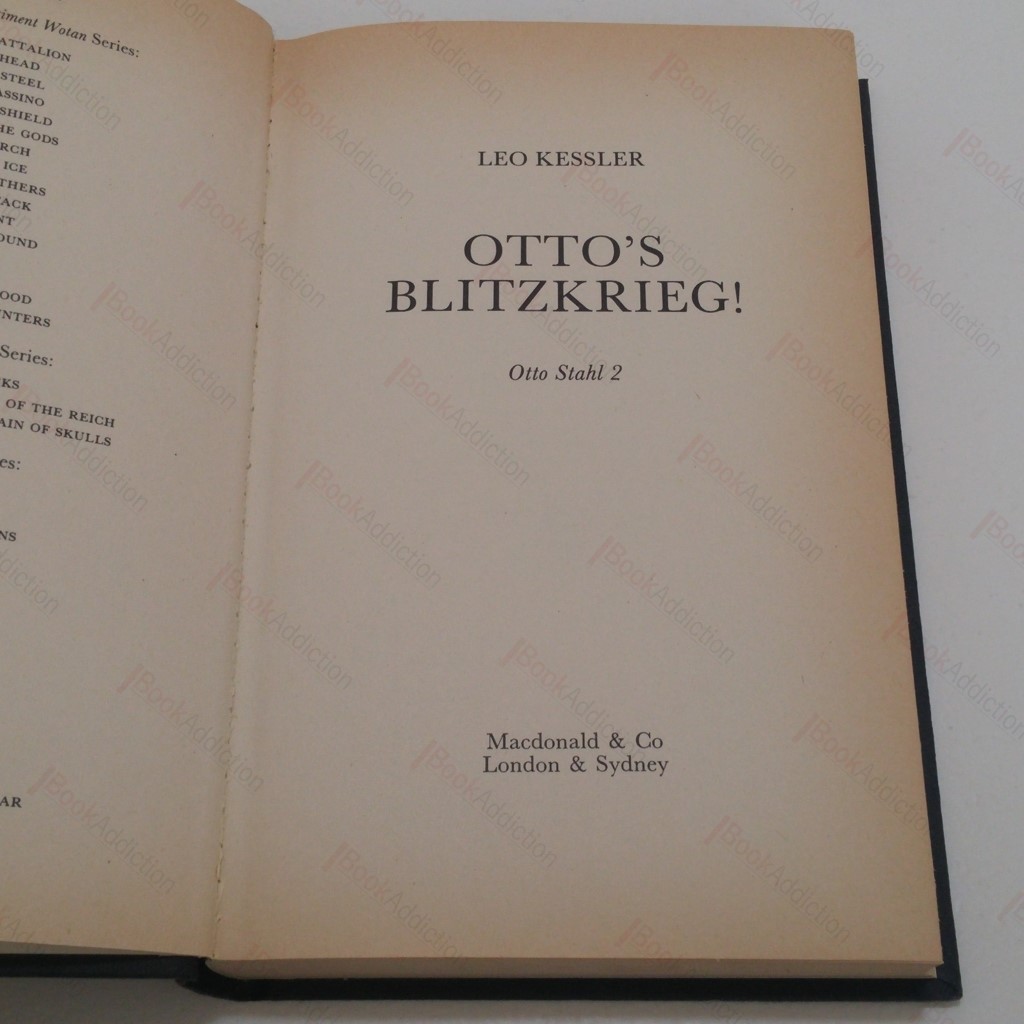 iment Wotan Series:
ATTALION
HEAD
STEEL
ASSINO
SHIELD
HE GODS
RCH
ICE
THERS
TACK
NT
OUND
OOD
NTERS
Series:
KS
OF THE REICH
AIN OF SKULLS
es:
NS
AR
LEO KESSLER
OTTO'S
BLITZKRIEG!
Otto Stahl 2
Macdonald & Co
London & Sydney
BookAddiction